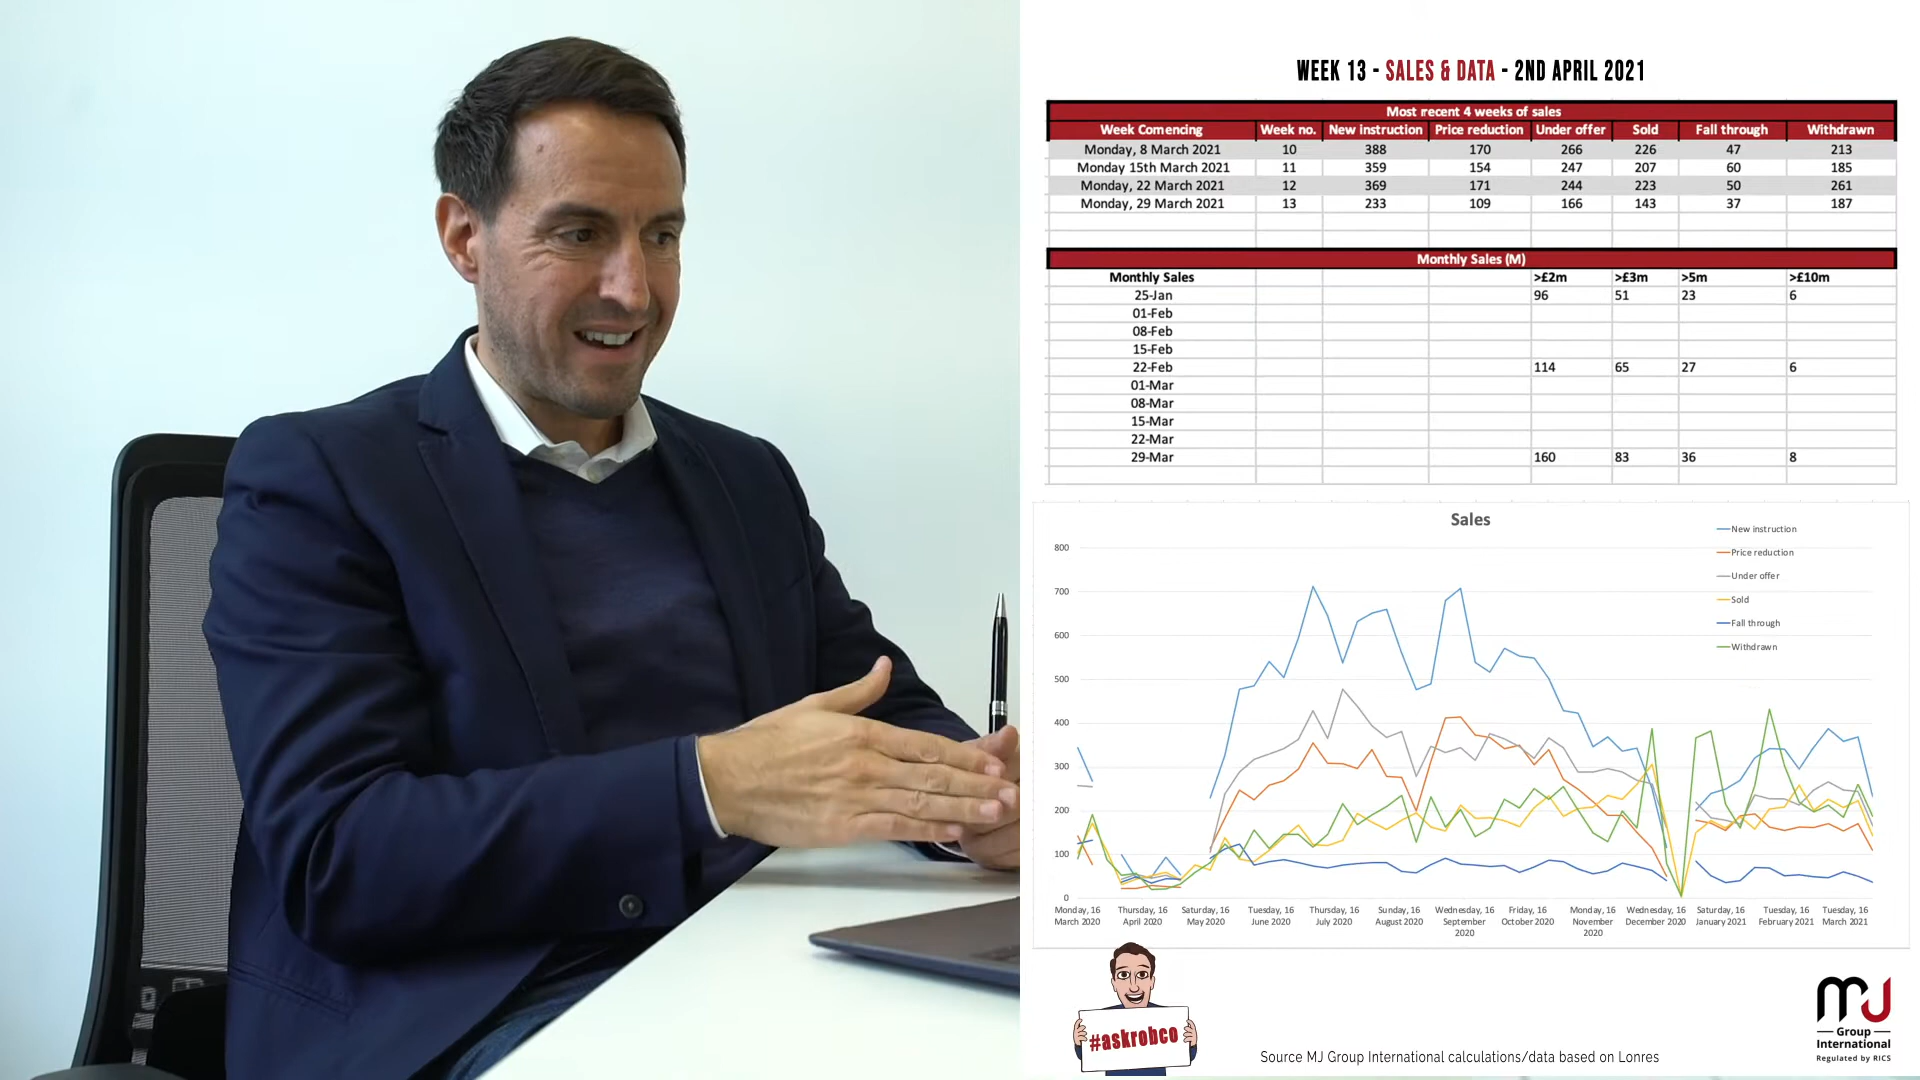 WEEK 13 - SALES & DATA - 2ND APRIL 2021
Most recent 4 weeks of sales
Week Comencing Week no. New instruction Price reduction Under offer Sold Fall through Withdrawn
Monday, 8 March 2021 10 388 170 266 226 47 213
Monday 15th March 2021 11 359 154 247 207 60 185
Monday, 22 March 2021 12 369 171 244 223 50 261
Monday, 29 March 2021 13 233 109 166 143 37 187
Monthly Sales (M)
Monthly Sales >£2m >£3m >5m >£10m
25-Jan 96 51 23 6
01-Feb
08-Feb
15-Feb
22-Feb 114 65 27 6
01-Mar
08-Mar
15-Mar
22-Mar
29-Mar 160 83 36 8
Sales
New instruction
Price reduction
Under offer
Sold
Fall through
Withdrawn
800
700
600
500
400
300
200
100
0
Monday, 16 March 2020
Thursday, 16 April 2020
Saturday, 16 May 2020
Tuesday, 16 June 2020
Thursday, 16 July 2020
Sunday, 16 August 2020
Wednesday, 16 September 2020
Friday, 16 October 2020
Monday, 16 November 2020
Wednesday, 16 December 2020
Saturday, 16 January 2021
Tuesday, 16 February 2021
Tuesday, 16 March 2021
#askrobco
Source MJ Group International calculations/data based on Lonres
MJ
Group
International
Regulated by RICS